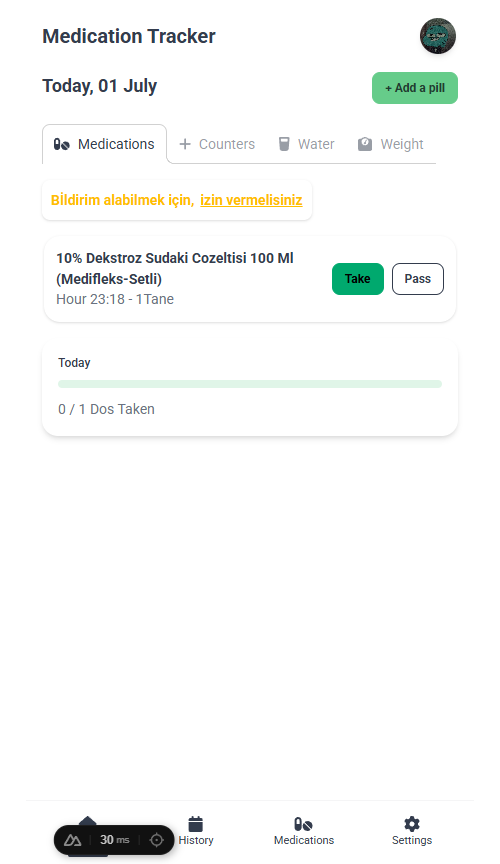 Medication Tracker
Today, 01 July
+ Add a pill
Medications
Counters
Water
Weight
Bİldirim alabilmek için, izin vermelisiniz
10% Dekstroz Sudaki Cozeltisi 100 Ml
(Medifleks-Setli)
Hour 23:18 - 1Tane
Take
Pass
Today
0 / 1 Dos Taken
30 ms
History
Medications
Settings